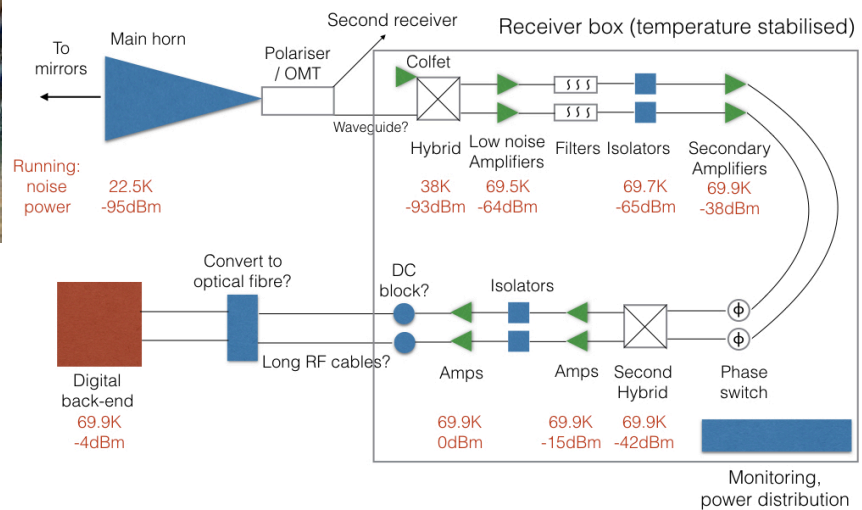 Second receiver
Receiver box (temperature stabilised)
To
mirrors
Main horn
Polariser
/ OMT
Colfet
Waveguide?
Hybrid
Low noise
Amplifiers
Filters
Isolators
Secondary
Amplifiers
Running:
noise
power
22.5K
-95dBm
38K
-93dBm
69.5K
-64dBm
69.7K
-65dBm
69.9K
-38dBm
Convert to
optical fibre?
DC
block?
Isolators
ϕ
ϕ
Long RF cables?
Digital
back-end
69.9K
-4dBm
Amps
69.9K
0dBm
Amps
69.9K
-15dBm
Second
Hybrid
69.9K
-42dBm
Phase
switch
Monitoring,
power distribution